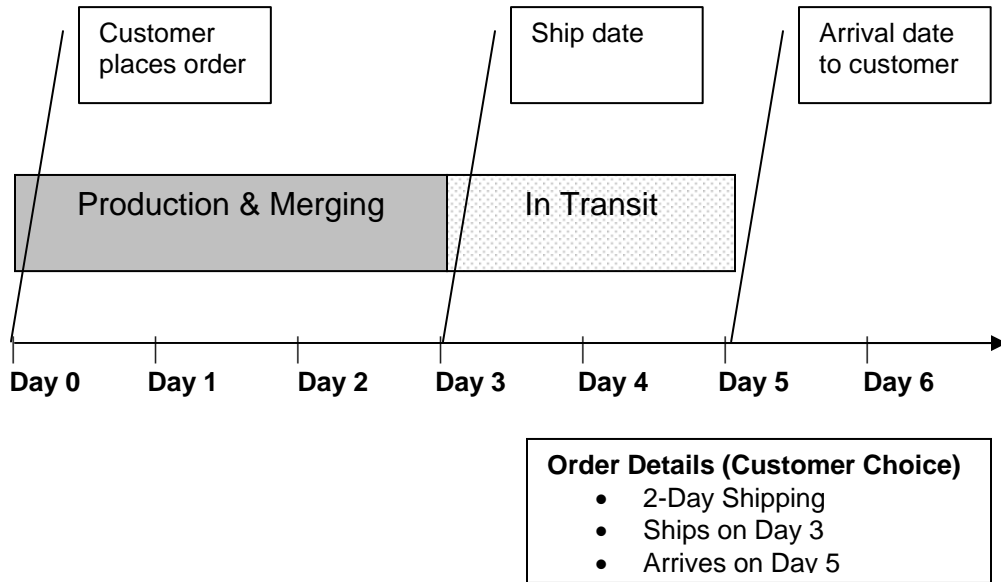 Customer
places order
Ship date
Arrival date
to customer
Production & Merging
In Transit
Day 0
Day 1
Day 2
Day 3
Day 4
Day 5
Day 6
Order Details (Customer Choice)
• 2-Day Shipping
• Ships on Day 3
• Arrives on Day 5